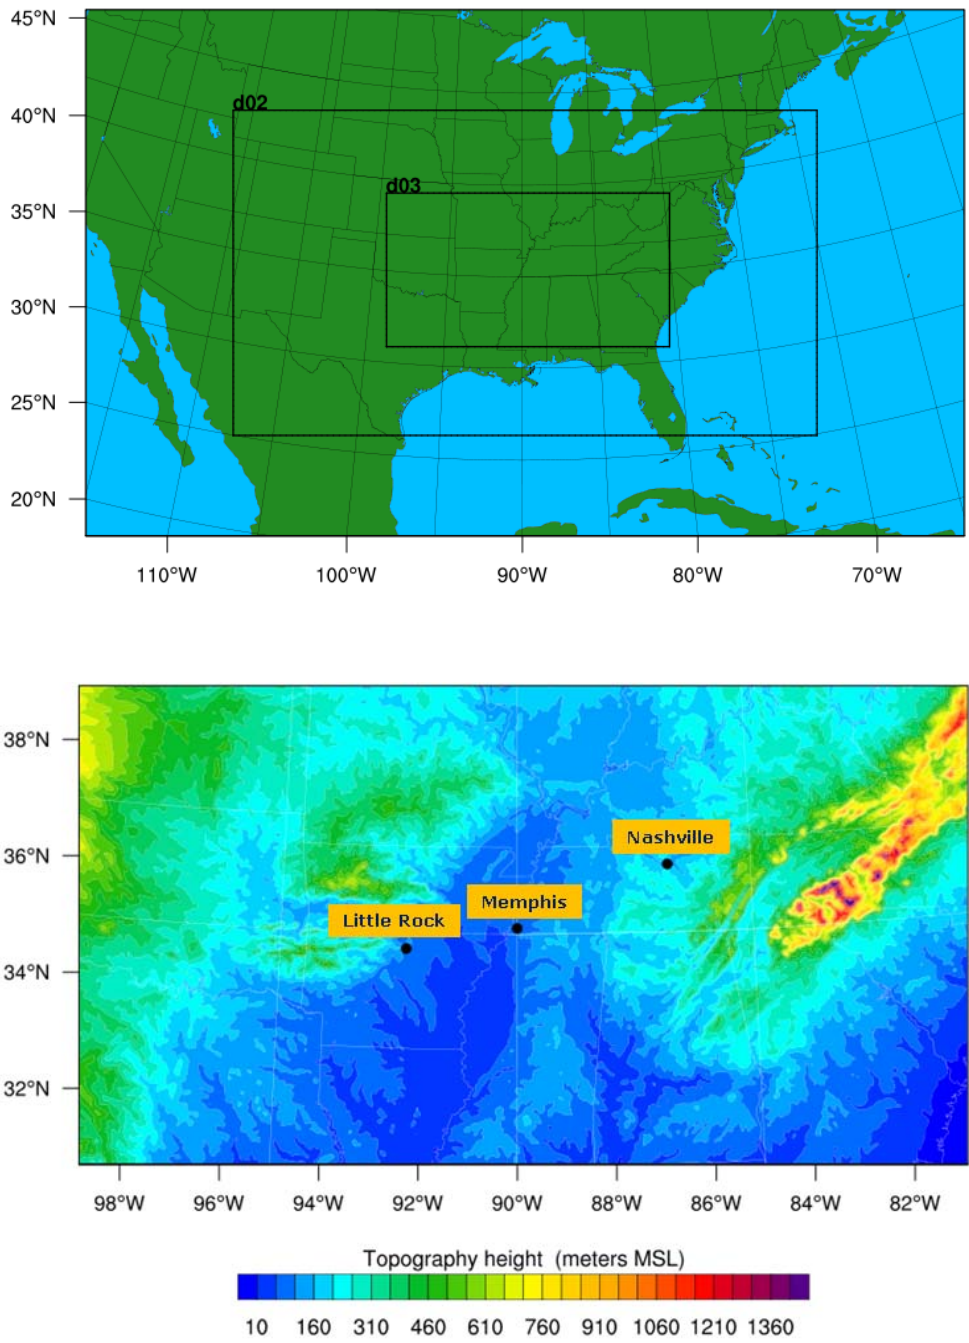 45°N
d02
40°N
d03
35°N
30°N
25°N
20°N
110°W 100°W 90°W 80°W 70°W
38°N
Nashville
36°N
Memphis
Little Rock
34°N
32°N
98°W 96°W 94°W 92°W 90°W 88°W 86°W 84°W 82°W
Topography height (meters MSL)
10 160 310 460 610 760 910 1060 1210 1360